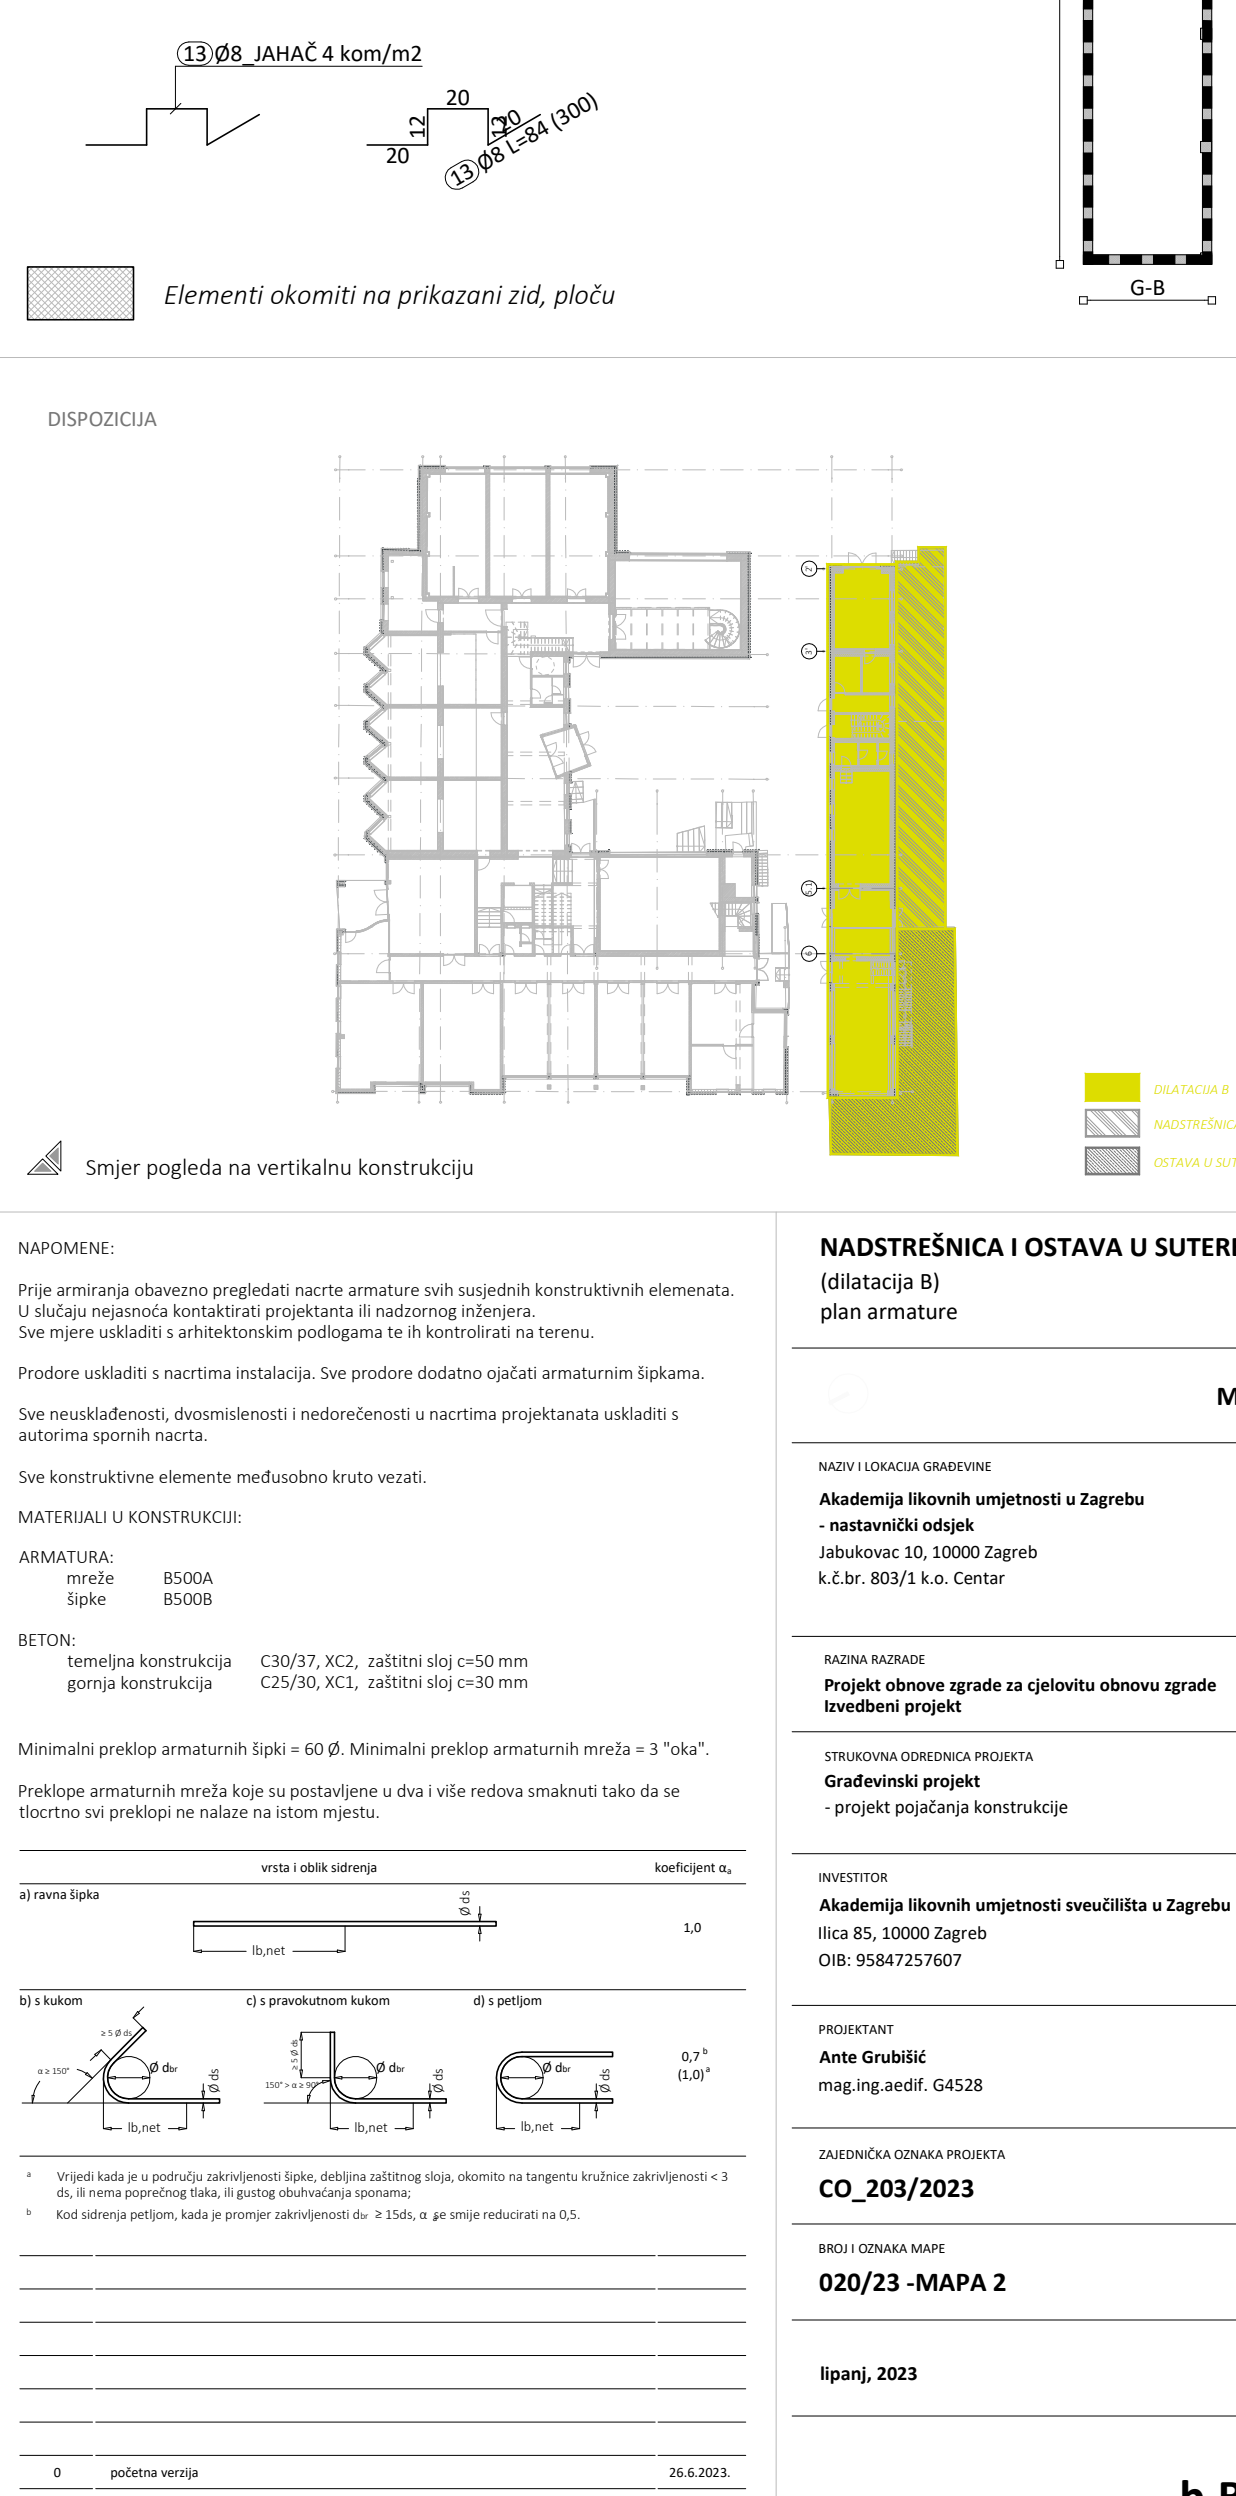 13 Ø8_JAHAČ 4 kom/m2
20
12
20
12
20
13 Ø8 L=84 (300)
G-B
Elementi okomiti na prikazani zid, ploču
DISPOZICIJA
2'
3'
5.1
6
DILATACIJA B
NADSTREŠNICA
OSTAVA U SUT
Smjer pogleda na vertikalnu konstrukciju
NAPOMENE:
Prije armiranja obavezno pregledati nacrte armature svih susjednih konstruktivnih elemenata.
U slučaju nejasnoća kontaktirati projektanta ili nadzornog inženjera.
Sve mjere uskladiti s arhitektonskim podlogama te ih kontrolirati na terenu.
Prodore uskladiti s nacrtima instalacija. Sve prodore dodatno ojačati armaturnim šipkama.
Sve neusklađenosti, dvosmislenosti i nedorečenosti u nacrtima projektanata uskladiti s
autorima spornih nacrta.
Sve konstruktivne elemente međusobno kruto vezati.
MATERIJALI U KONSTRUKCIJI:
ARMATURA:
mreže B500A
šipke B500B
BETON:
temeljna konstrukcija C30/37, XC2, zaštitni sloj c=50 mm
gornja konstrukcija C25/30, XC1, zaštitni sloj c=30 mm
Minimalni preklop armaturnih šipki = 60 Ø. Minimalni preklop armaturnih mreža = 3 "oka".
Preklope armaturnih mreža koje su postavljene u dva i više redova smaknuti tako da se
tlocrtno svi preklopi ne nalaze na istom mjestu.
vrsta i oblik sidrenja koeficijent αa
a) ravna šipka
Ø ds
lb,net
1,0
b) s kukom c) s pravokutnom kukom d) s petljom
≥ 5 Ø ds
α ≥ 150°
Ø dbr
Ø ds
lb,net
≥ 5 Ø ds
150° > α ≥ 90°
Ø dbr
Ø ds
lb,net
Ø dbr
Ø ds
lb,net
0,7 b
(1,0) a
a Vrijedi kada je u području zakrivljenosti šipke, debljina zaštitnog sloja, okomito na tangentu kružnice zakrivljenosti < 3
ds, ili nema poprečnog tlaka, ili gustog obuhvaćanja sponama;
b Kod sidrenja petljom, kada je promjer zakrivljenosti dbr ≥ 15ds, α a se smije reducirati na 0,5.
0 početna verzija 26.6.2023.
NADSTREŠNICA I OSTAVA U SUTERE
(dilatacija B)
plan armature
M
NAZIV I LOKACIJA GRAĐEVINE
Akademija likovnih umjetnosti u Zagrebu
- nastavnički odsjek
Jabukovac 10, 10000 Zagreb
k.č.br. 803/1 k.o. Centar
RAZINA RAZRADE
Projekt obnove zgrade za cjelovitu obnovu zgrade
Izvedbeni projekt
STRUKOVNA ODREDNICA PROJEKTA
Građevinski projekt
- projekt pojačanja konstrukcije
INVESTITOR
Akademija likovnih umjetnosti sveučilišta u Zagrebu
Ilica 85, 10000 Zagreb
OIB: 95847257607
PROJEKTANT
Ante Grubišić
mag.ing.aedif. G4528
ZAJEDNIČKA OZNAKA PROJEKTA
CO_203/2023
BROJ I OZNAKA MAPE
020/23 -MAPA 2
lipanj, 2023